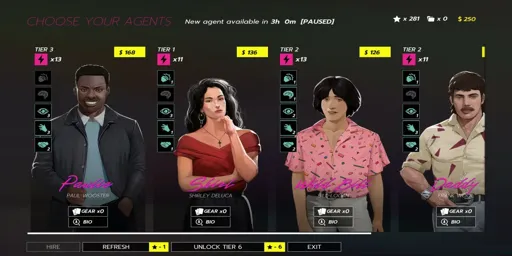 CHOOSE YOUR AGENTS
New agent available in 3h 0m [PAUSED]
x 281
x 0
$ 250
TIER 3
x13
$ 168
TIER 1
x11
$ 136
TIER 2
x13
$ 126
TIER 2
x11
PAUL WOOSTER
SHIRLEY DELUCA
GEAR x0
BIO
GEAR x0
BIO
GEAR x0
BIO
GEAR x0
BIO
HIRE
REFRESH
- 1
UNLOCK TIER 6
- 6
EXIT